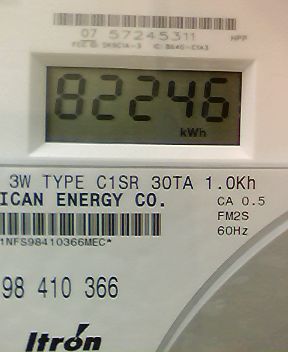 07 57245311
82246
kWh
3W TYPE C1SR 30TA 1.0Kh
ICAN ENERGY CO.
CA 0.5
FM2S
60Hz
1NFS98410366MEC*
98 410 366
Itron